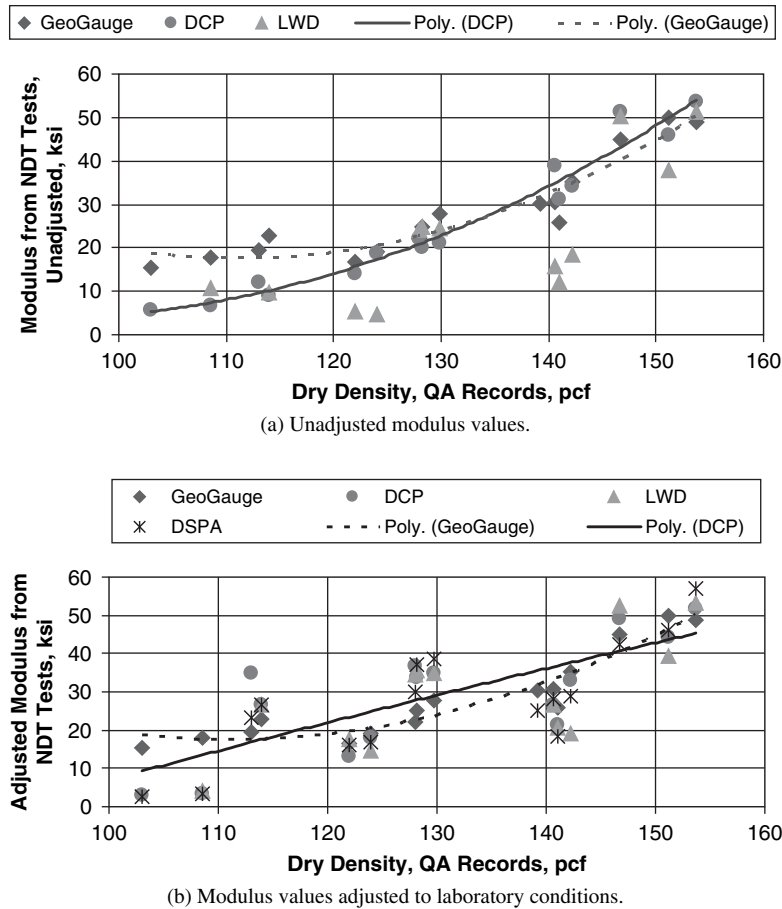 GeoGauge DCP LWD Poly. (DCP) Poly. (GeoGauge)
Modulus from NDT Tests,
Unadjusted, ksi
60
50
40
30
20
10
0
100 110 120 130 140 150 160
Dry Density, QA Records, pcf
(a) Unadjusted modulus values.
GeoGauge DCP LWD
DSPA Poly. (GeoGauge) Poly. (DCP)
Adjusted Modulus from
NDT Tests, ksi
60
50
40
30
20
10
0
100 110 120 130 140 150 160
Dry Density, QA Records, pcf
(b) Modulus values adjusted to laboratory conditions.